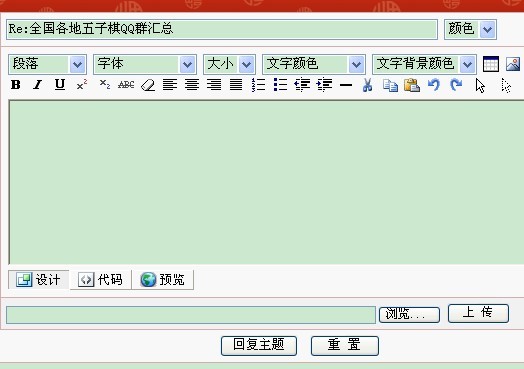 Re:全国各地五子棋QQ群汇总 颜色
段落 字体 大小 文字颜色 文字背景颜色
B I U x² x₂ ABC
设计 代码 预览
浏览... 上 传
回复主题 重 置